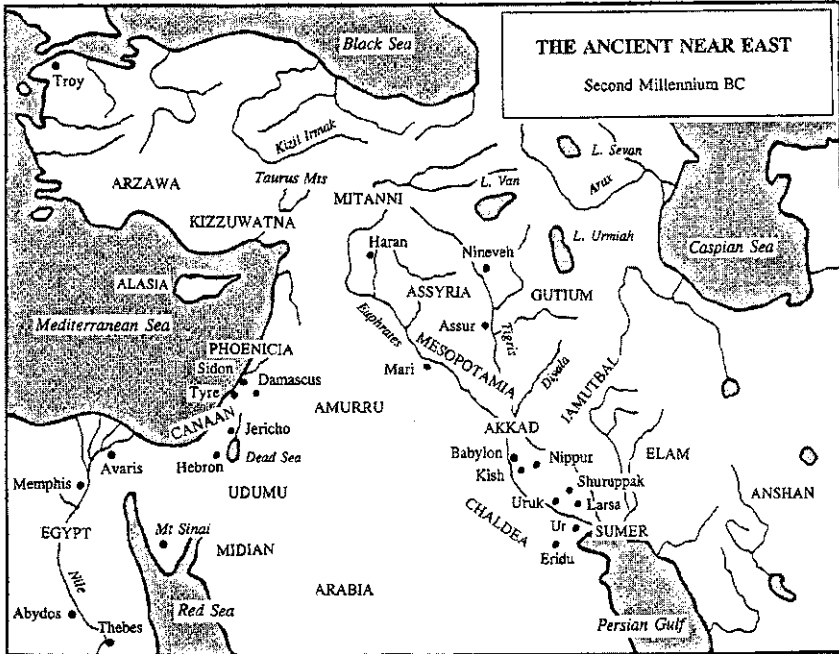 THE ANCIENT NEAR EAST
Second Millennium BC
Black Sea
Troy
Kizil Irmak
L. Sevan
Arax
Taurus Mts
L. Van
ARZAWA
MITANNI
KIZZUWATNA
L. Urmiah
Caspian Sea
Haran
Nineveh
ALASIA
ASSYRIA
GUTIUM
Euphrates
Mediterranean Sea
Assur
Tigris
PHOENICIA
MESOPOTAMIA
Sidon
Damascus
Mari
Diyala
Tyre
IAMUTBAL
AMURRU
CANAAN
AKKAD
Jericho
Babylon
Nippur
ELAM
Avaris
Hebron
Dead Sea
Kish
Memphis
Shuruppak
ANSHAN
UDUMU
Uruk
Larsa
CHALDEA
EGYPT
Mt Sinai
Ur
SUMER
MIDIAN
Eridu
Nile
ARABIA
Abydos
Red Sea
Persian Gulf
Thebes